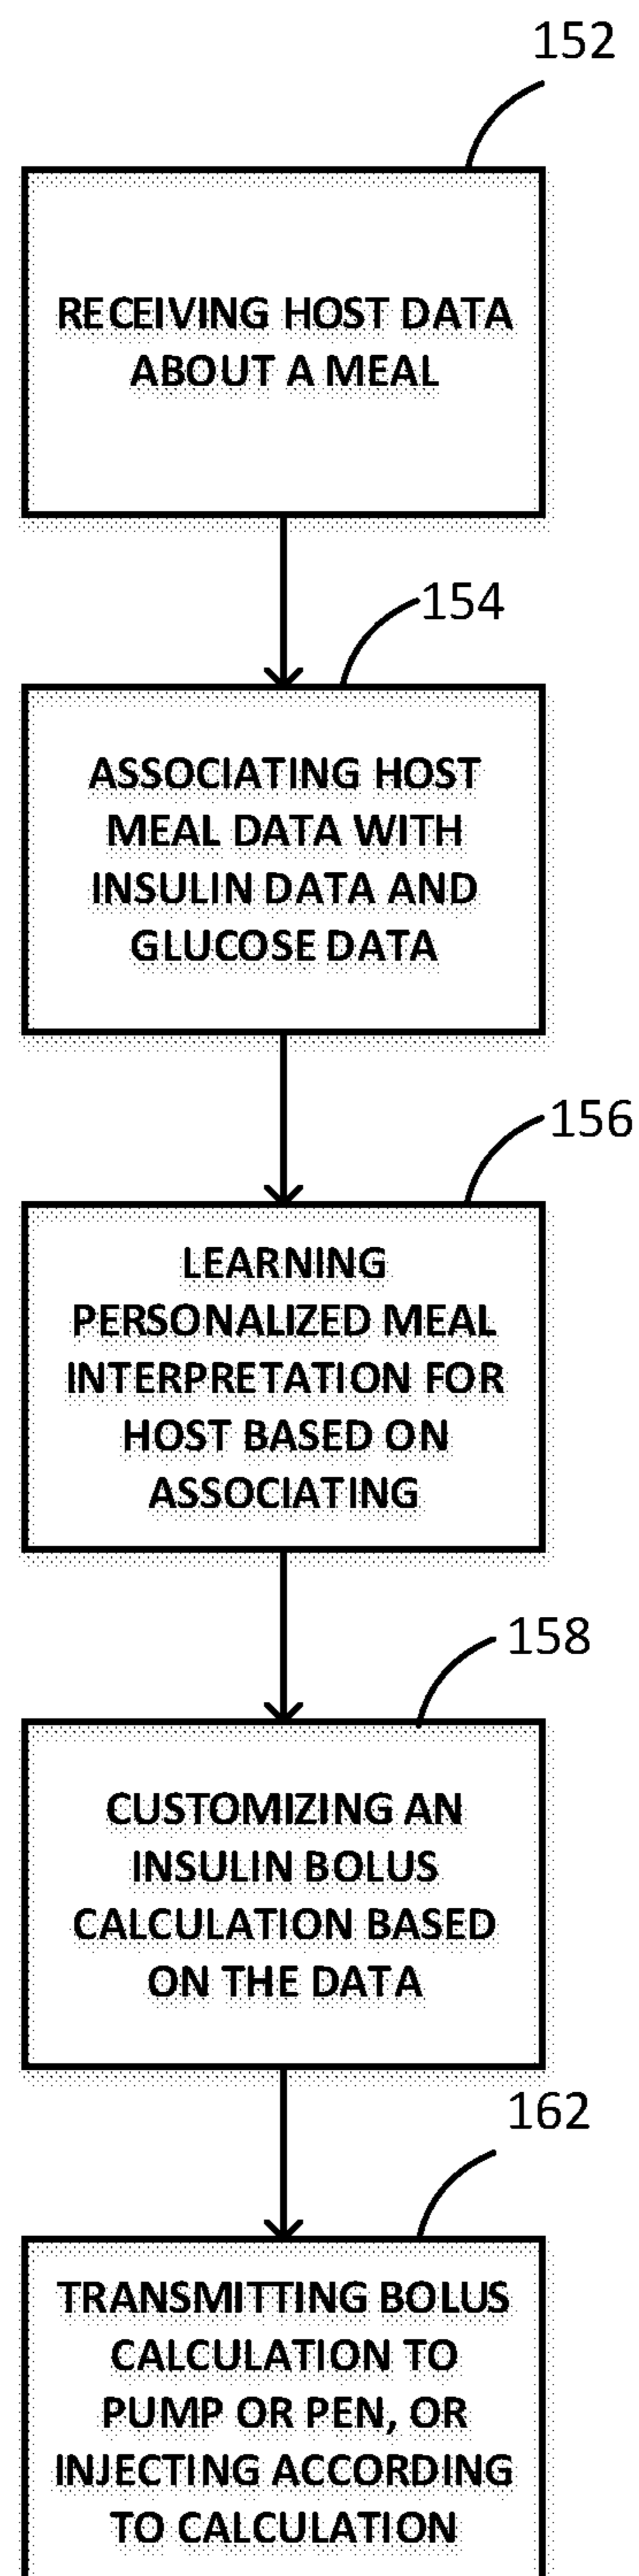 152
RECEIVING HOST DATA
ABOUT A MEAL
154
ASSOCIATING HOST
MEAL DATA WITH
INSULIN DATA AND
GLUCOSE DATA
156
LEARNING
PERSONALIZED MEAL
INTERPRETATION FOR
HOST BASED ON
ASSOCIATING
158
CUSTOMIZING AN
INSULIN BOLUS
CALCULATION BASED
ON THE DATA
162
TRANSMITTING BOLUS
CALCULATION TO
PUMP OR PEN, OR
INJECTING ACCORDING
TO CALCULATION